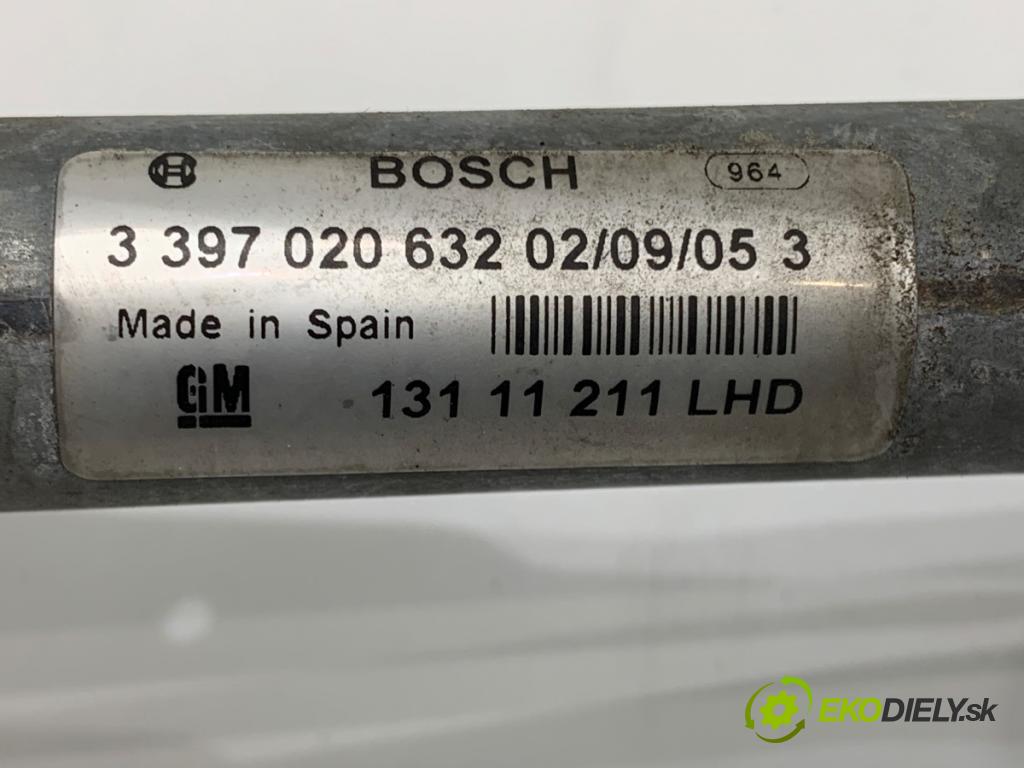 BOSCH 964
3 397 020 632 02/09/05 3
Made in Spain
GM 131 11 211 LHD
EKODIELY.sk